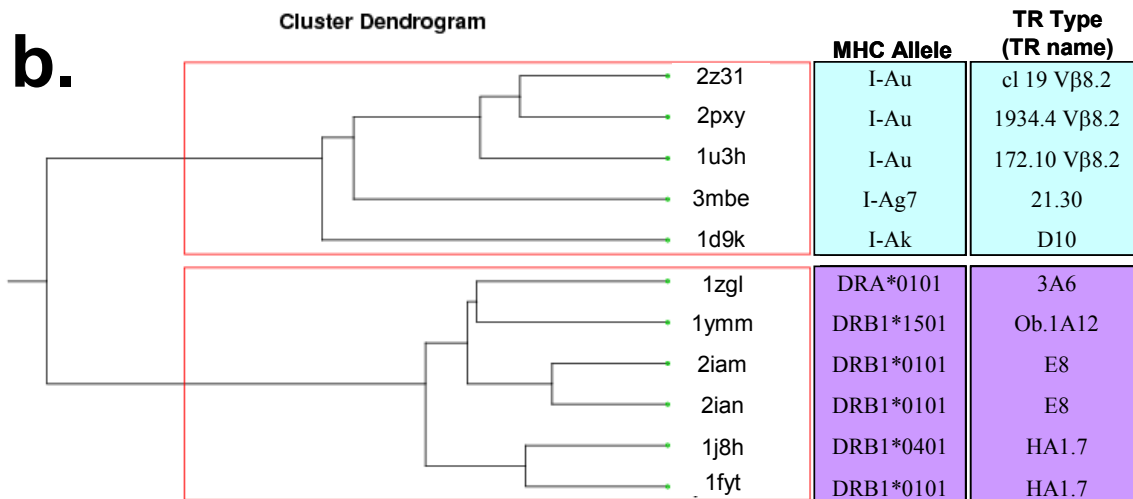 Cluster Dendrogram
b.
MHC Allele
TR Type
(TR name)
2z31 I-Au cl 19 Vβ8.2
2pxy I-Au 1934.4 Vβ8.2
1u3h I-Au 172.10 Vβ8.2
3mbe I-Ag7 21.30
1d9k I-Ak D10
1zgl DRA*0101 3A6
1ymm DRB1*1501 Ob.1A12
2iam DRB1*0101 E8
2ian DRB1*0101 E8
1j8h DRB1*0401 HA1.7
1fyt DRB1*0101 HA1.7